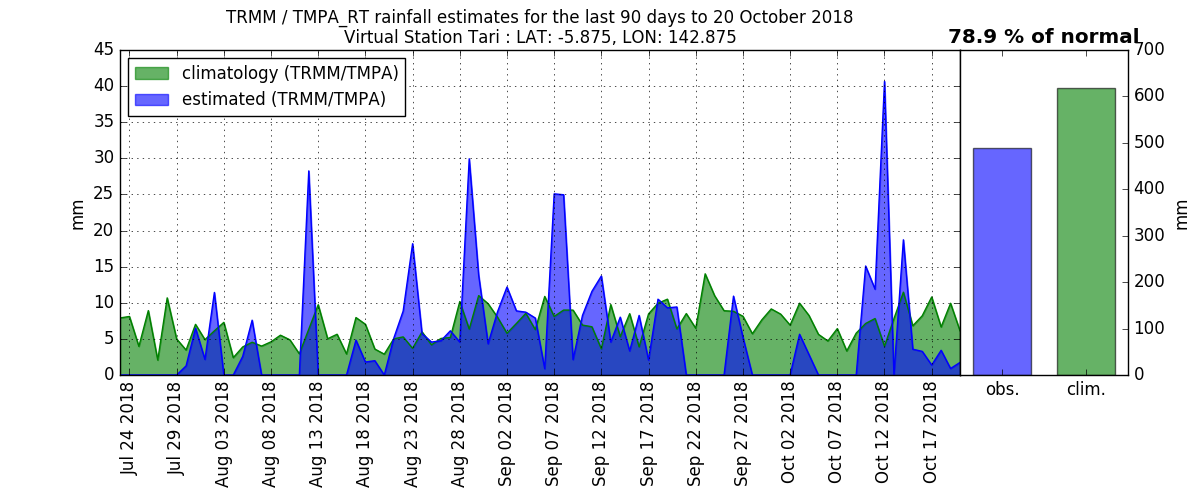 TRMM / TMPA_RT rainfall estimates for the last 90 days to 20 October 2018
Virtual Station Tari : LAT: -5.875, LON: 142.875
78.9 % of normal
climatology (TRMM/TMPA)
estimated (TRMM/TMPA)
45
40
35
30
25
20
15
10
5
0
mm
Jul 24 2018
Jul 29 2018
Aug 03 2018
Aug 08 2018
Aug 13 2018
Aug 18 2018
Aug 23 2018
Aug 28 2018
Sep 02 2018
Sep 07 2018
Sep 12 2018
Sep 17 2018
Sep 22 2018
Sep 27 2018
Oct 02 2018
Oct 07 2018
Oct 12 2018
Oct 17 2018
700
600
500
400
300
200
100
0
mm
obs.
clim.